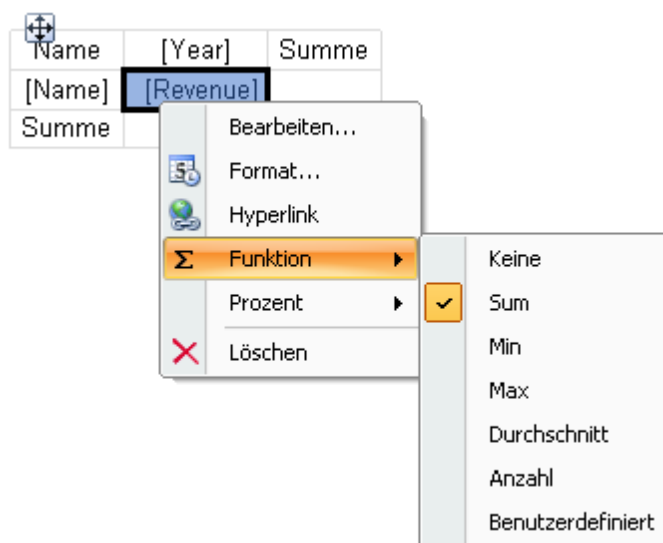 Name [Year] Summe
[Name] [Revenue]
Summe
Bearbeiten...
Format...
Hyperlink
Σ Funktion
Prozent
Löschen
Keine
Sum
Min
Max
Durchschnitt
Anzahl
Benutzerdefiniert